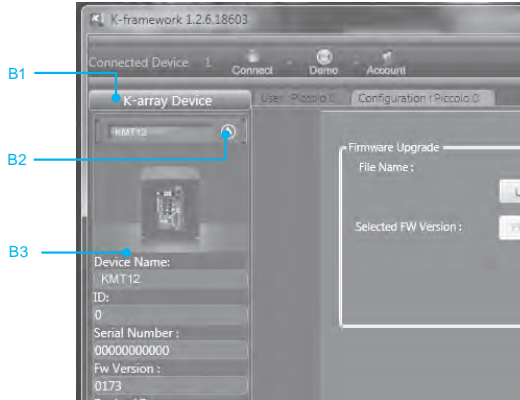 K-framework 1.2.6.18603
Connected Device: 1
Connect Demo Account
B1
K-array Device
User : Piccolo 0
Configuration : Piccolo 0
KMT12
B2
Firmware Upgrade
File Name :
Selected FW Version :
B3
Device Name:
KMT12
ID:
0
Serial Number :
00000000000
Fw Version :
0173